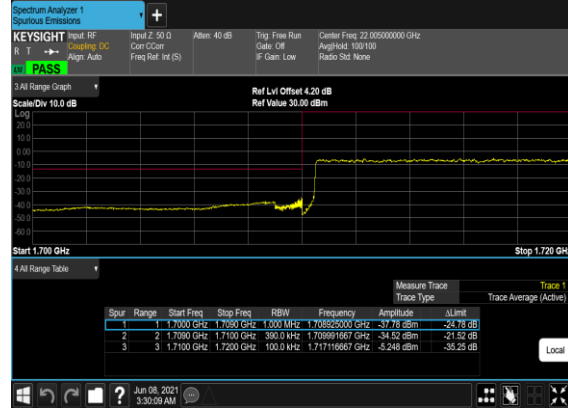 Spectrum Analyzer 1
Spurious Emissions
+
KEYSIGHT Input: RF Input Z: 50 Ω Atten: 40 dB Trig: Free Run Center Freq: 22.005000000 GHz
R T Coupling: DC Corr CCorr Gate: Off Avg|Hold: 100/100
Align: Auto Freq Ref: Int (S) IF Gain: Low Radio Std: None
PASS
3 All Range Graph
Ref Lvl Offset 4.20 dB
Scale/Div 10.0 dB Ref Value 30.00 dBm
Log
20.0
10.0
0.00
-10.0
-20.0
-30.0
-40.0
-50.0
-60.0
Start 1.700 GHz Stop 1.720 GHz
4 All Range Table
Measure Trace Trace 1
Trace Type Trace Average (Active)
Spur Range Start Freq Stop Freq RBW Frequency Amplitude ΔLimit
1 1 1.7000 GHz 1.7090 GHz 1.000 MHz 1.708925000 GHz -37.78 dBm -24.78 dB
2 2 1.7090 GHz 1.7100 GHz 390.0 kHz 1.709991667 GHz -34.52 dBm -21.52 dB
3 3 1.7100 GHz 1.7200 GHz 100.0 kHz 1.717116667 GHz -5.248 dBm -35.25 dB
Local
? Jun 08, 2021
3:30:09 AM